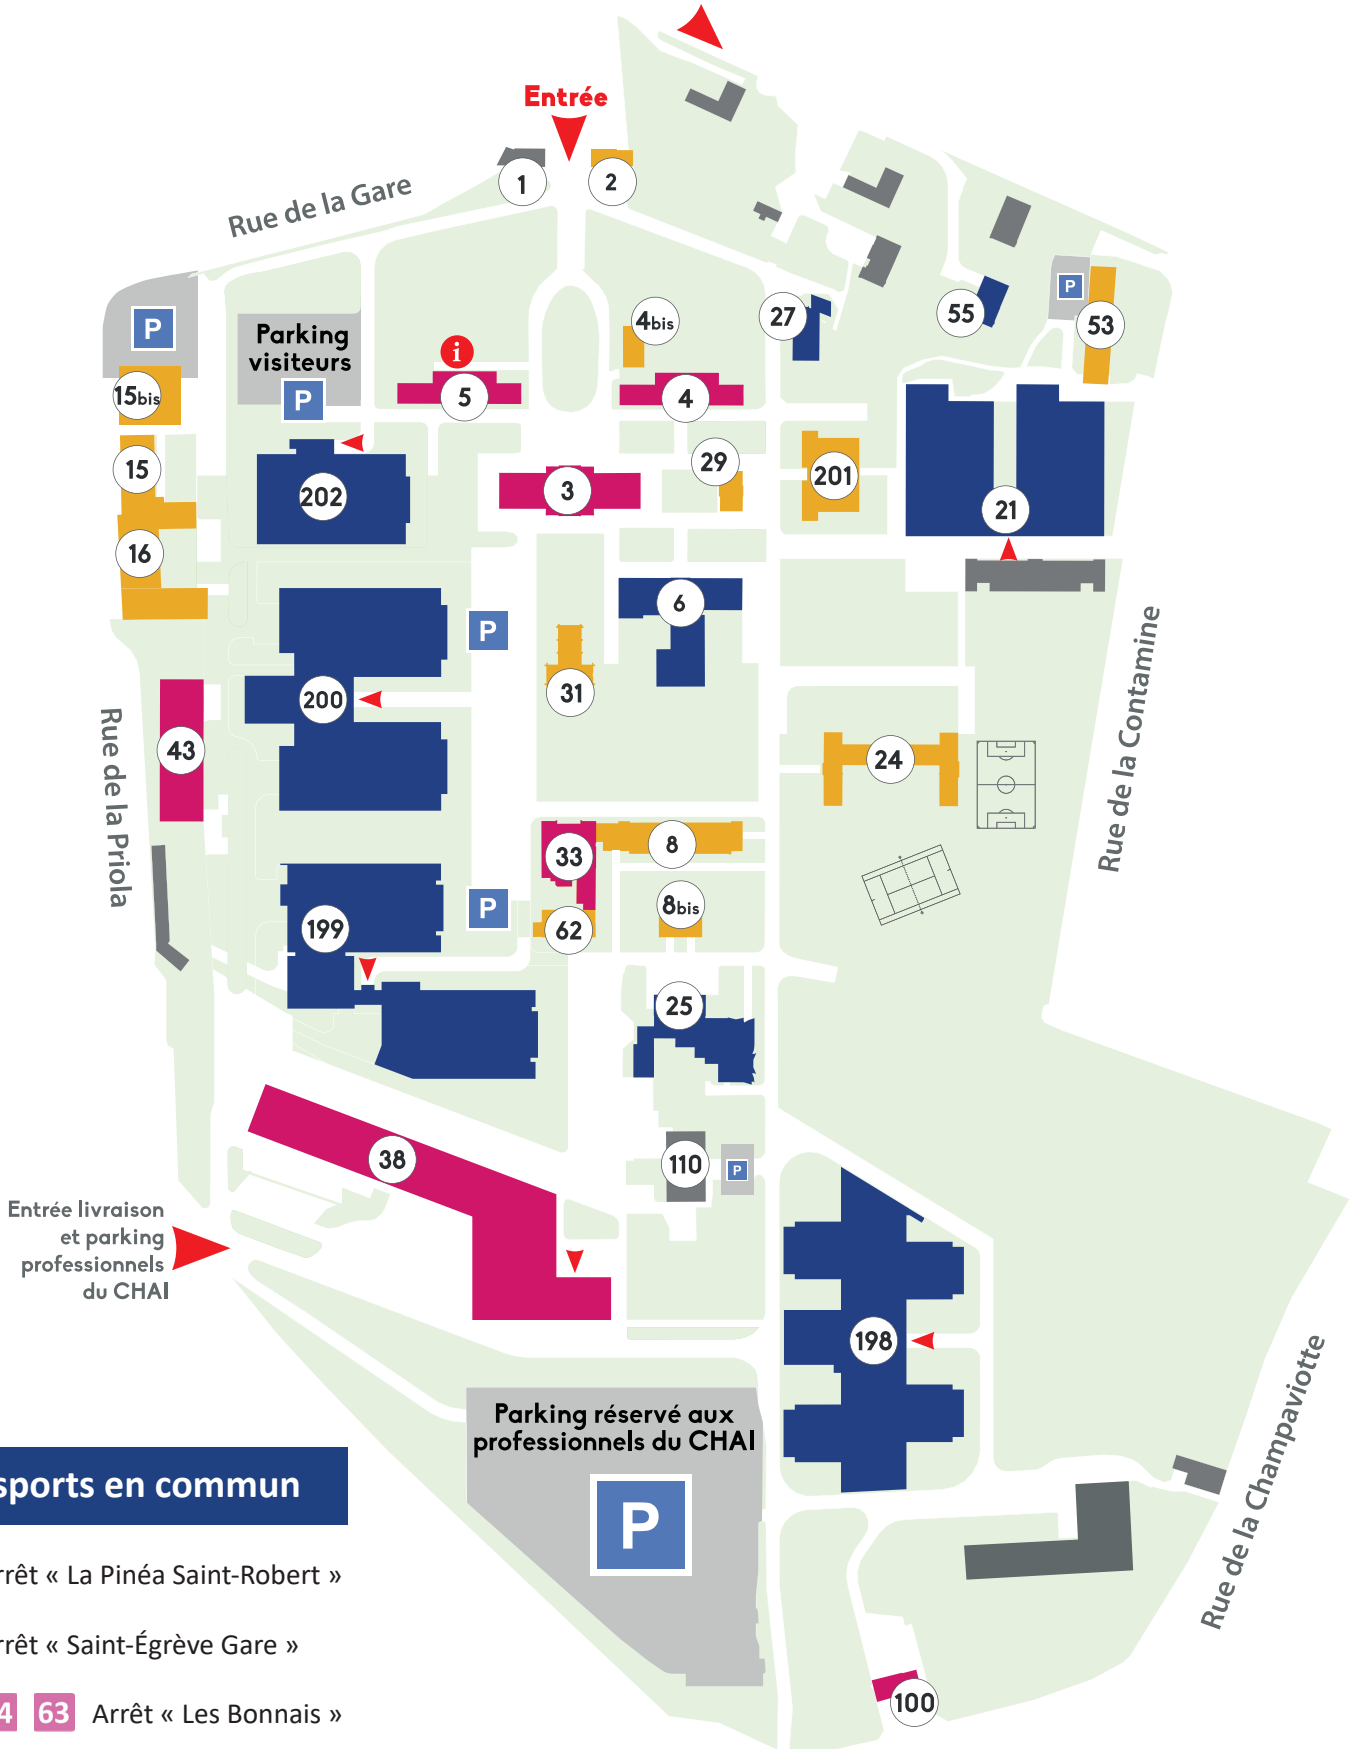 Entrée
1
2
Rue de la Gare
P
Parking
visiteurs
P
i
5
4bis
4
27
55
P
53
15bis
15
16
202
3
29
201
21
P
6
31
200
43
Rue de la Priola
24
Rue de la Contamine
33
8
8bis
62
P
199
25
110
P
38
Entrée livraison
et parking
professionnels
du CHAI
198
Parking réservé aux
professionnels du CHAI
P
Rue de la Champaviotte
100
sports en commun
rrêt « La Pinéa Saint-Robert »
rrêt « Saint-Égrève Gare »
4 63 Arrêt « Les Bonnais »